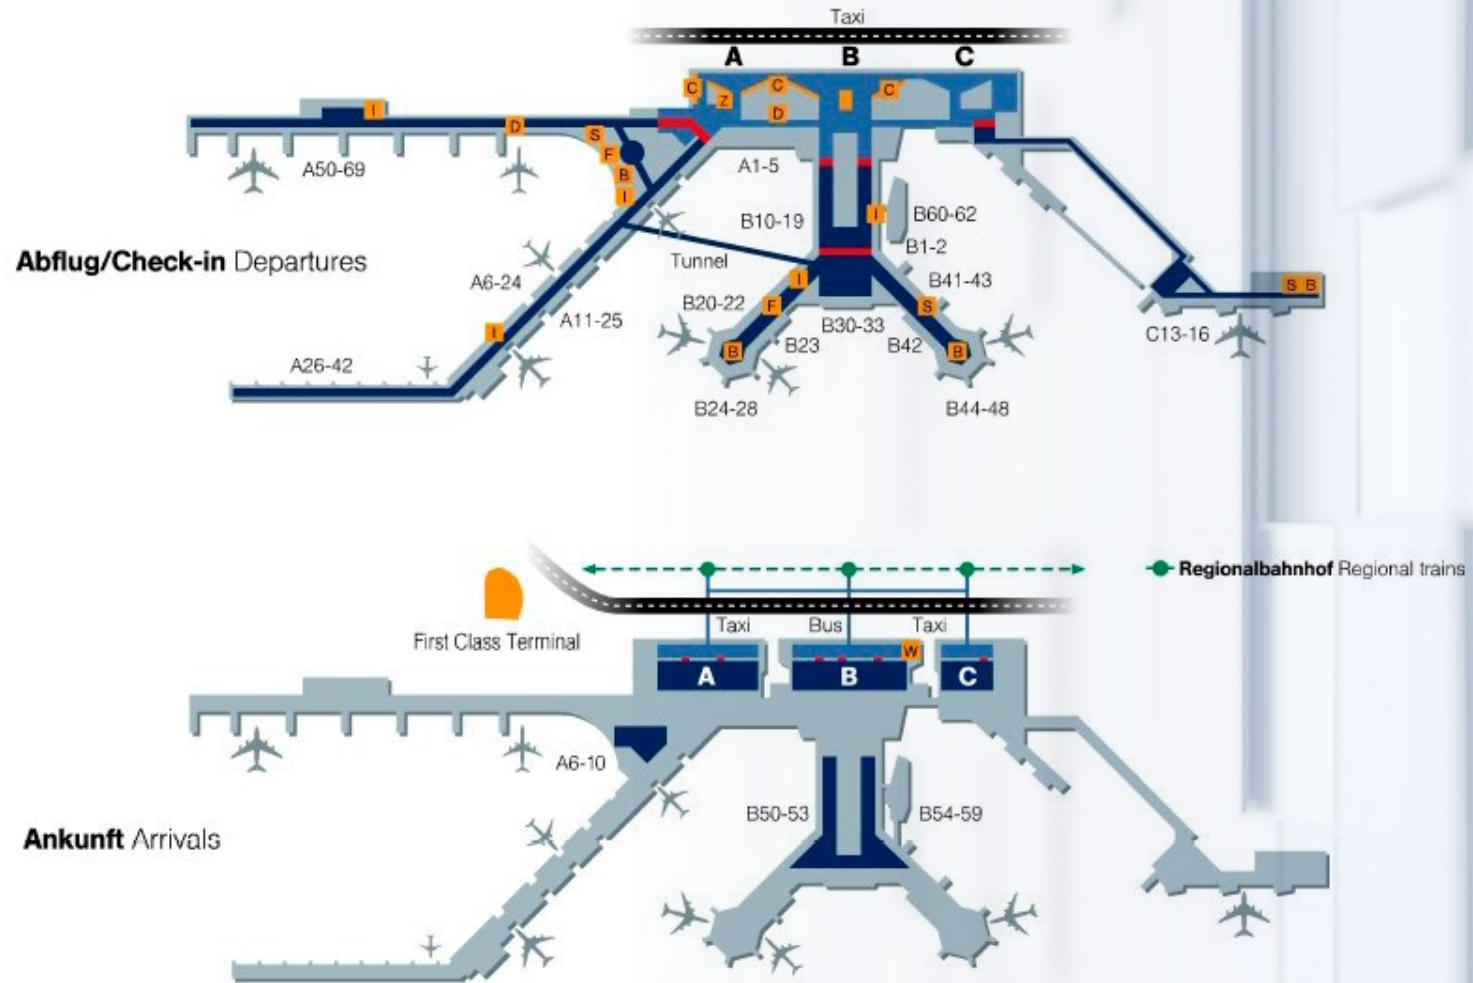 Taxi
A B C
C C C
Z
D
I
D
S
F
B
I
A50-69
A1-5
B10-19
I
B60-62
B1-2
Abflug/Check-in Departures
Tunnel
A6-24
I
B41-43
S B
B20-22
F
S
A11-25
B30-33
I
B23
B42
C13-16
A26-42
B
B
B24-28
B44-48
Regionalbahnhof Regional trains
First Class Terminal
Taxi Bus Taxi
W
A B C
A6-10
B50-53
B54-59
Ankunft Arrivals